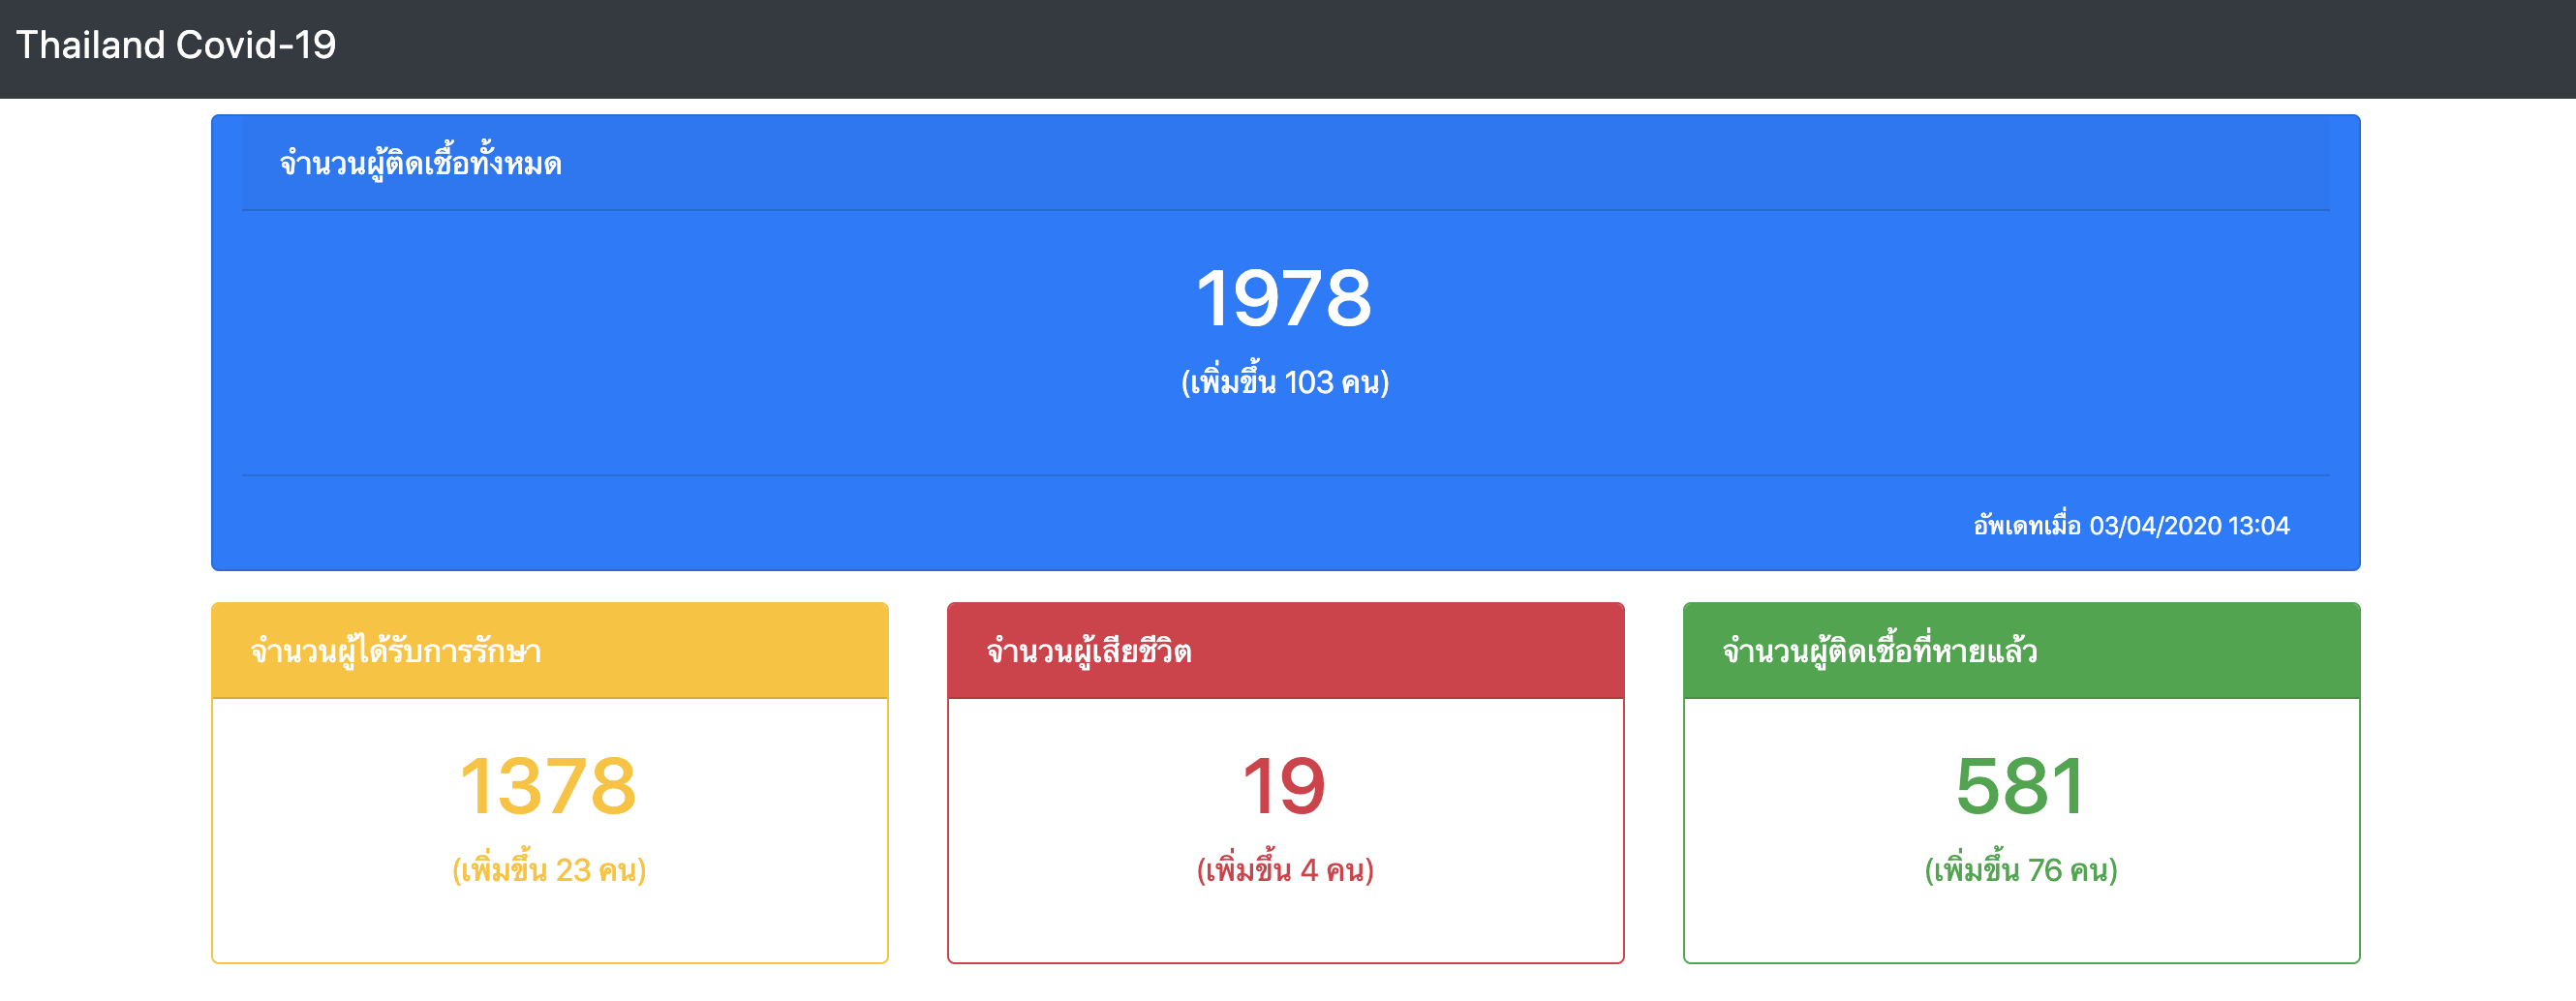 Thailand Covid-19
จำนวนผู้ติดเชื้อทั้งหมด
1978
(เพิ่มขึ้น 103 คน)
อัพเดทเมื่อ 03/04/2020 13:04
จำนวนผู้ได้รับการรักษา
1378
(เพิ่มขึ้น 23 คน)
จำนวนผู้เสียชีวิต
19
(เพิ่มขึ้น 4 คน)
จำนวนผู้ติดเชื้อที่หายแล้ว
581
(เพิ่มขึ้น 76 คน)